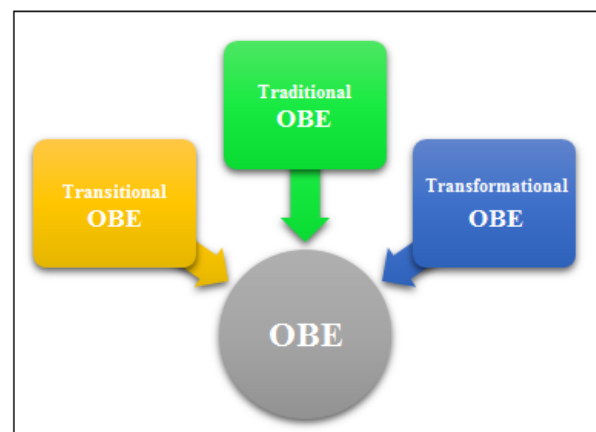 Traditional
OBE
Transitional
OBE
Transformational
OBE
OBE